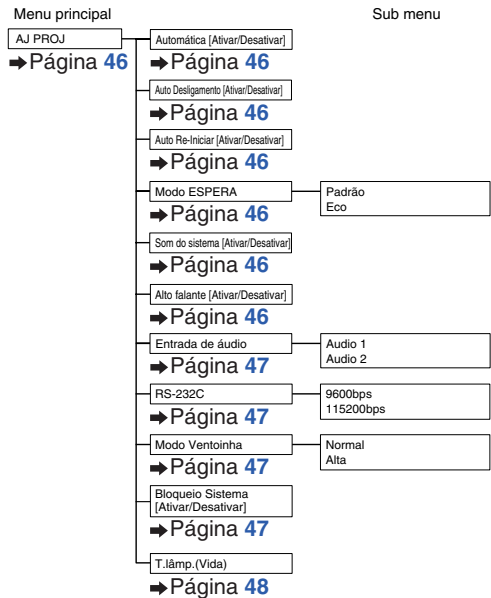 Menu principal
Sub menu
AJ PROJ
➡Página 46
Automática [Ativar/Desativar]
➡Página 46
Auto Desligamento [Ativar/Desativar]
➡Página 46
Auto Re-Iniciar [Ativar/Desativar]
➡Página 46
Modo ESPERA
➡Página 46
Padrão
Eco
Som do sistema [Ativar/Desativar]
➡Página 46
Alto falante [Ativar/Desativar]
➡Página 46
Entrada de áudio
➡Página 47
Audio 1
Audio 2
RS-232C
➡Página 47
9600bps
115200bps
Modo Ventoinha
➡Página 47
Normal
Alta
Bloqueio Sistema
[Ativar/Desativar]
➡Página 47
T.lâmp.(Vida)
➡Página 48